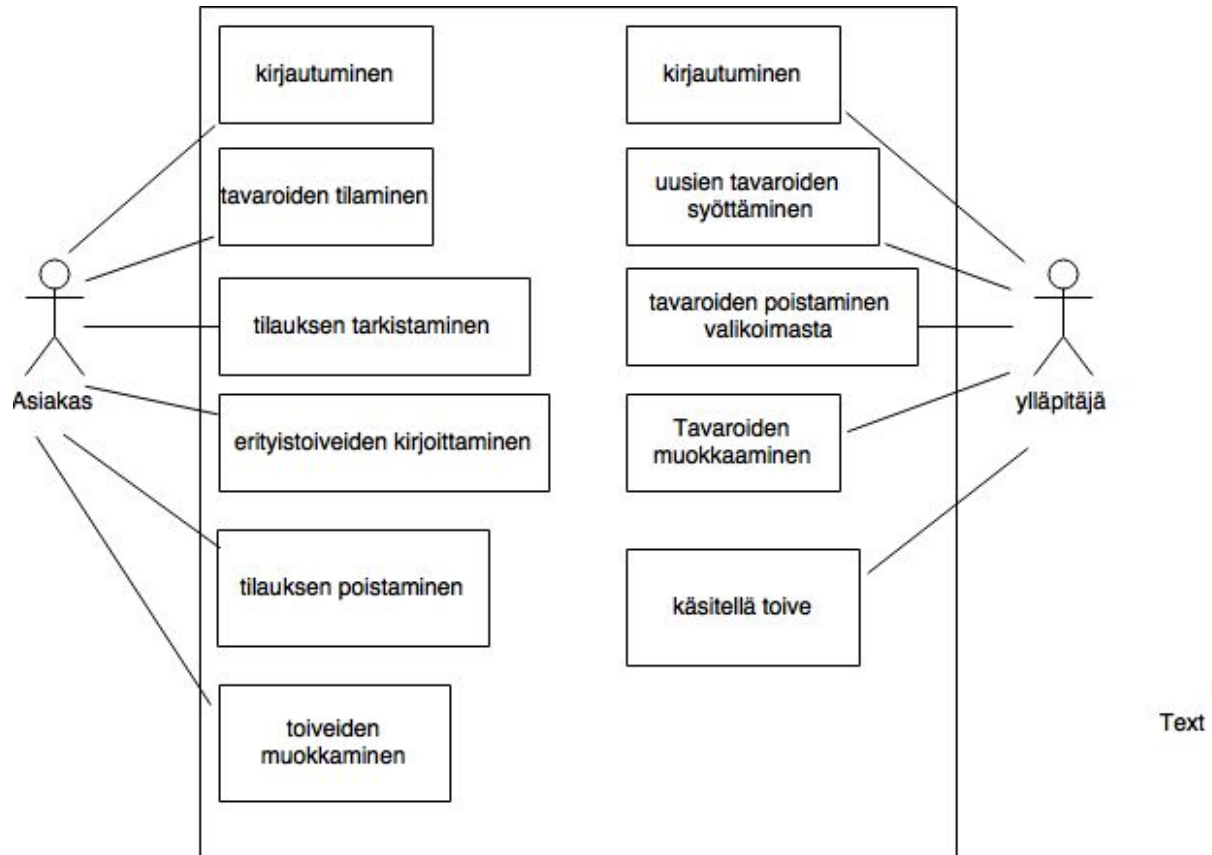 kirjautuminen
kirjautuminen
tavaroiden tilaminen
uusien tavaroiden
syöttäminen
tilauksen tarkistaminen
tavaroiden poistaminen
valikoimasta
Asiakas
ylläpitäjä
erityistoiveiden kirjoittaminen
Tavaroiden
muokkaaminen
tilauksen poistaminen
käsitellä toive
toiveiden
muokkaminen
Text